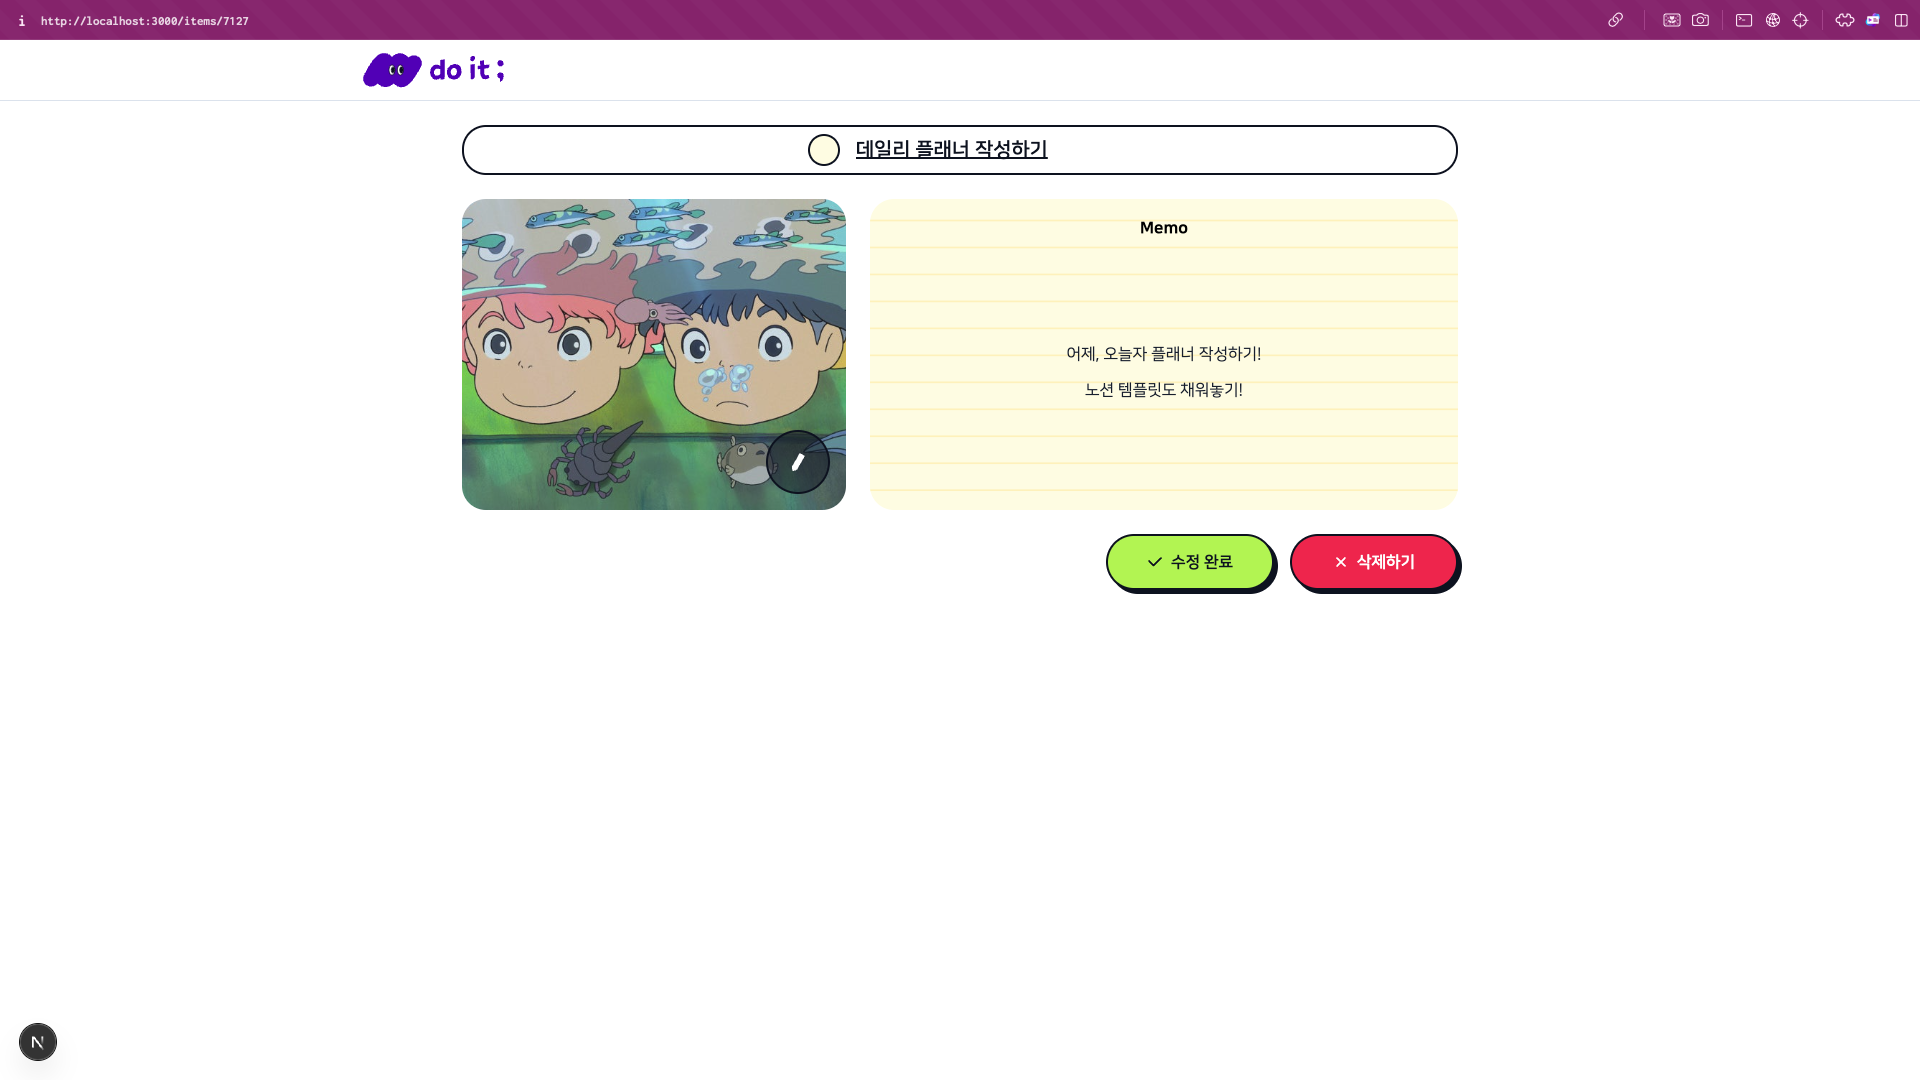 i http://localhost:3000/items/7127
do it ;
데일리 플래너 작성하기
Memo
어제, 오늘자 플래너 작성하기!
노션 템플릿도 채워놓기!
수정 완료
삭제하기
N